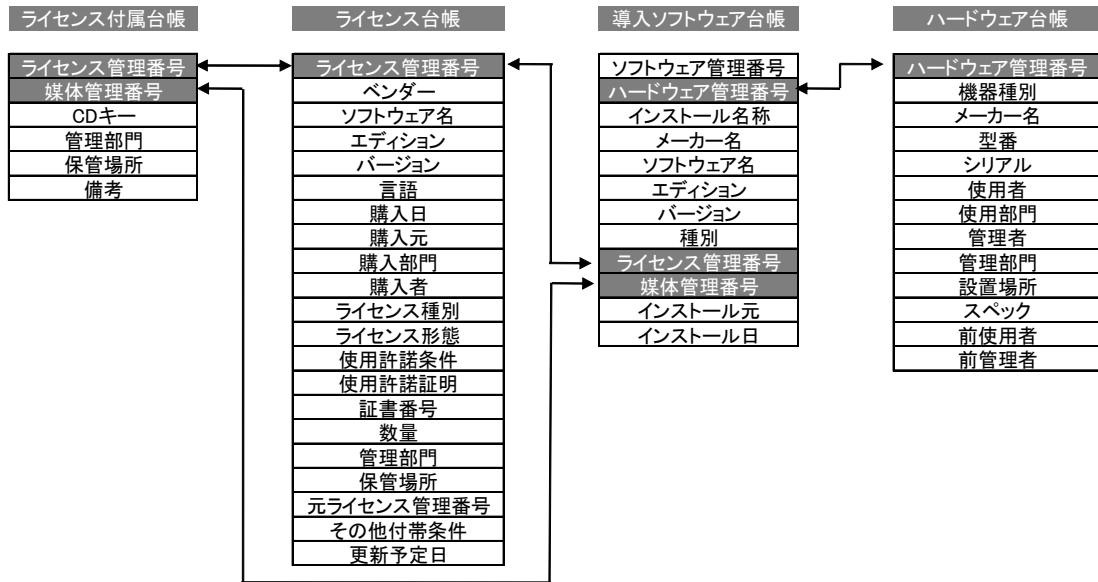 ライセンス付属台帳
ライセンス管理番号
媒体管理番号
CDキー
管理部門
保管場所
備考
ライセンス台帳
ライセンス管理番号
ベンダー
ソフトウェア名
エディション
バージョン
言語
購入日
購入元
購入部門
購入者
ライセンス種別
ライセンス形態
使用許諾条件
使用許諾証明
証書番号
数量
管理部門
保管場所
元ライセンス管理番号
その他付帯条件
更新予定日
導入ソフトウェア台帳
ソフトウェア管理番号
ハードウェア管理番号
インストール名称
メーカー名
ソフトウェア名
エディション
バージョン
種別
ライセンス管理番号
媒体管理番号
インストール元
インストール日
ハードウェア台帳
ハードウェア管理番号
機器種別
メーカー名
型番
シリアル
使用者
使用部門
管理者
管理部門
設置場所
スペック
前使用者
前管理者